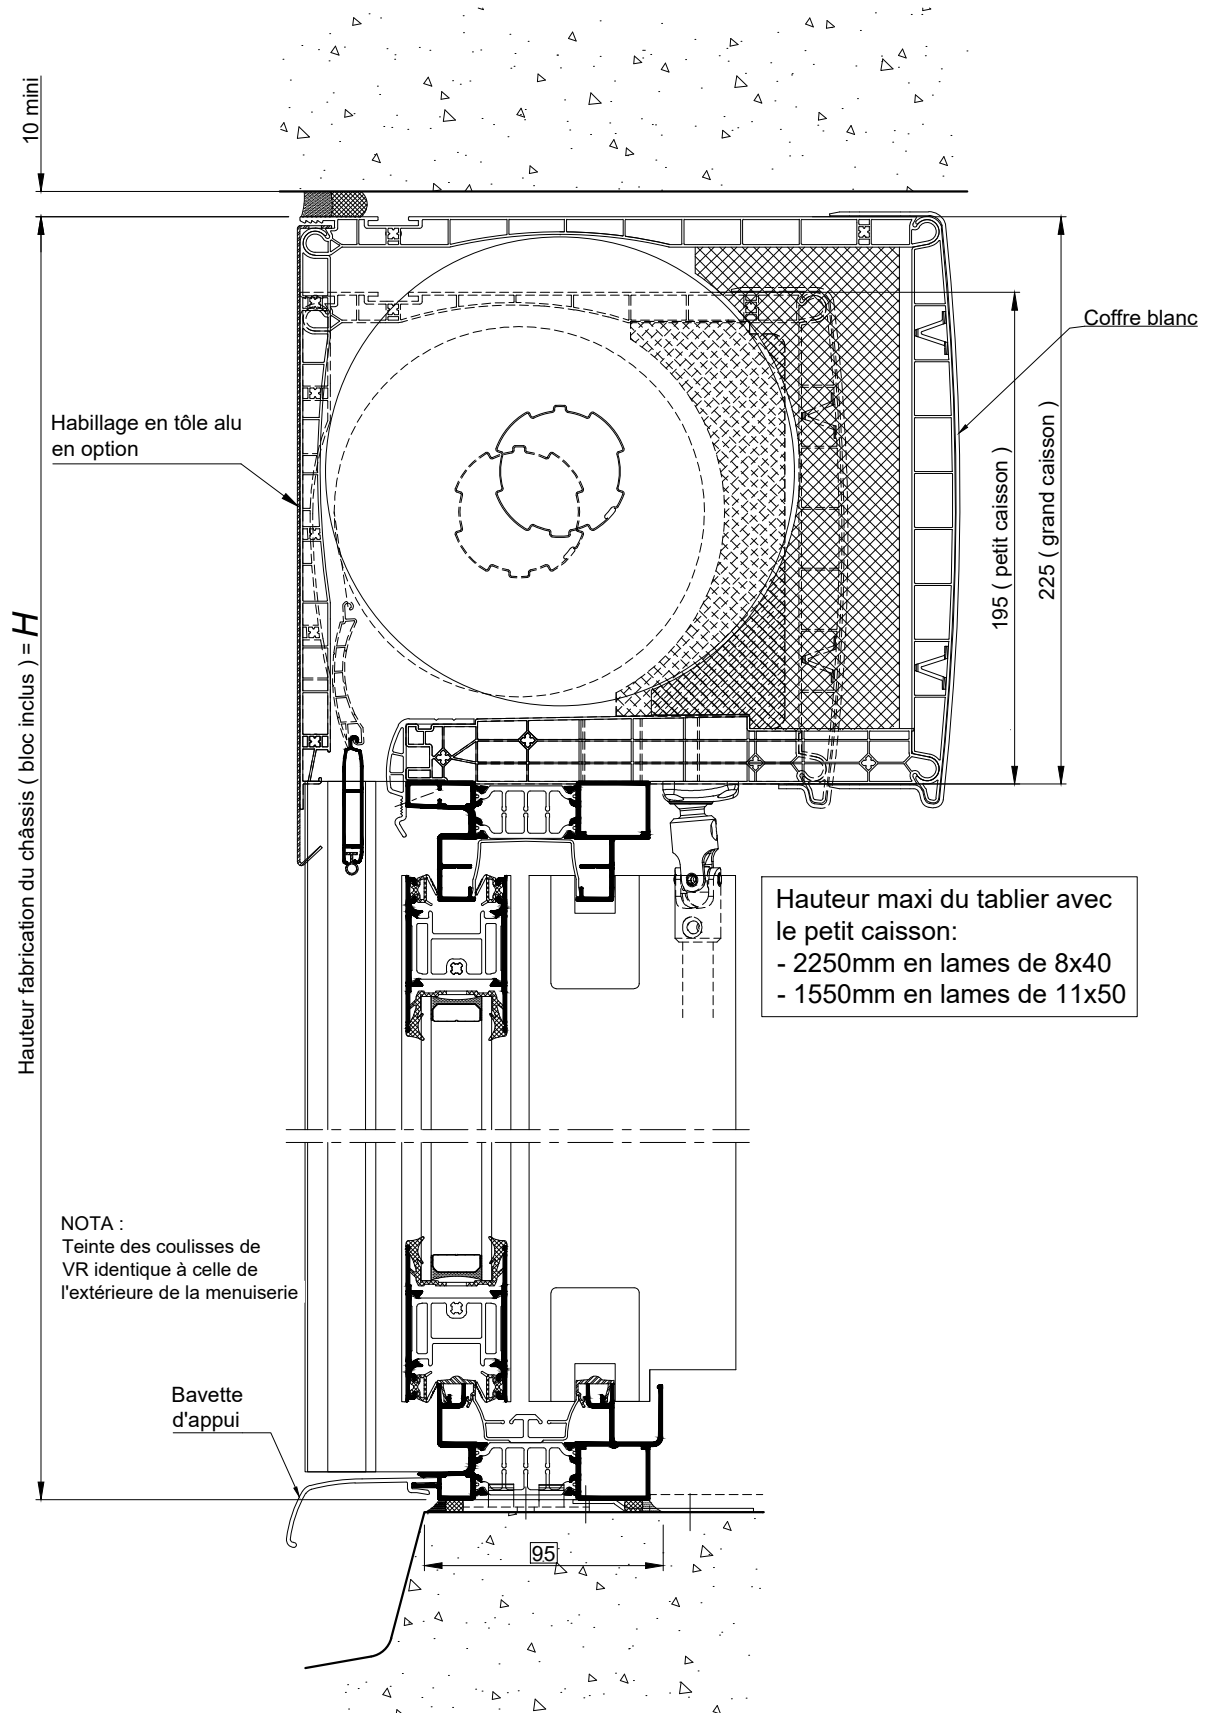 10 mini
Coffre blanc
Habillage en tôle alu
en option
195 ( petit caisson )
225 ( grand caisson )
Hauteur fabrication du châssis ( bloc inclus ) = H
Hauteur maxi du tablier avec
le petit caisson:
- 2250mm en lames de 8x40
- 1550mm en lames de 11x50
NOTA :
Teinte des coulisses de
VR identique à celle de
l'extérieure de la menuiserie
Bavette
d'appui
95